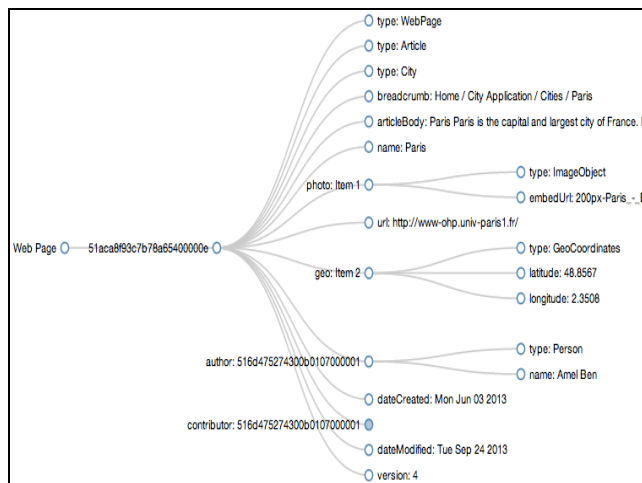 type: WebPage
type: Article
type: City
breadcrumb: Home / City Application / Cities / Paris
articleBody: Paris Paris is the capital and largest city of France.
name: Paris
photo: Item 1
type: ImageObject
embedUrl: 200px-Paris_-_E
url: http://www-ohp.univ-paris1.fr/
Web Page
51aca8f93c7b78a65400000e
geo: Item 2
type: GeoCoordinates
latitude: 48.8567
longitude: 2.3508
author: 516d475274300b0107000001
type: Person
name: Amel Ben
dateCreated: Mon Jun 03 2013
contributor: 516d475274300b0107000001
dateModified: Tue Sep 24 2013
version: 4